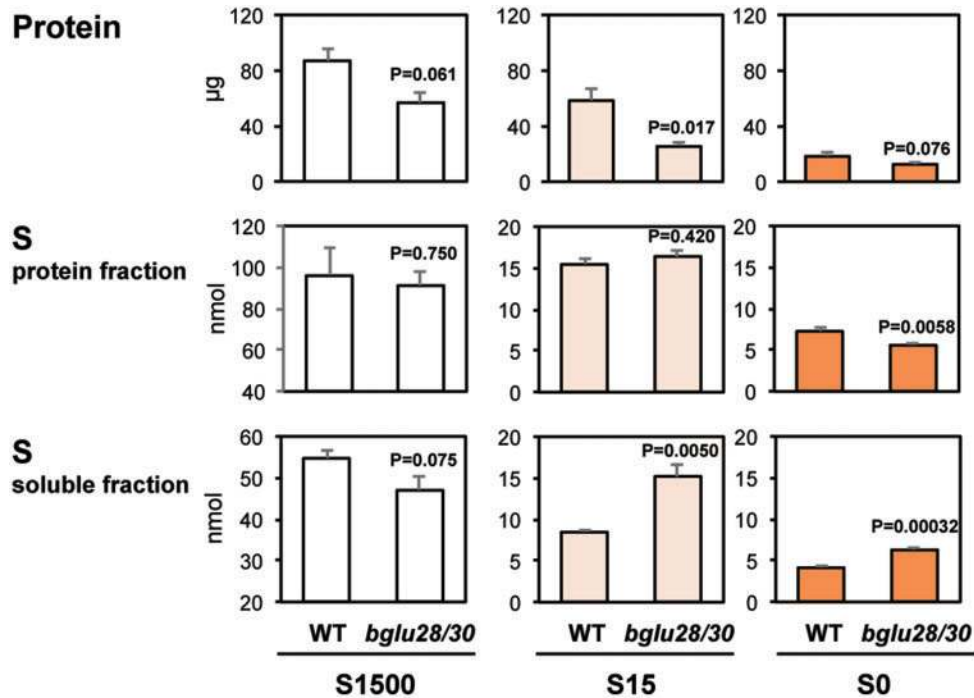 Protein
µg
120
80
40
0
P=0.061
120
80
40
0
P=0.017
120
80
40
0
P=0.076
S
protein fraction
nmol
120
100
80
60
40
P=0.750
20
15
10
5
0
P=0.420
20
15
10
5
0
P=0.0058
S
soluble fraction
nmol
60
50
40
30
20
P=0.075
20
15
10
5
0
P=0.0050
20
15
10
5
0
P=0.00032
WT bglu28/30 WT bglu28/30 WT bglu28/30
S1500 S15 S0